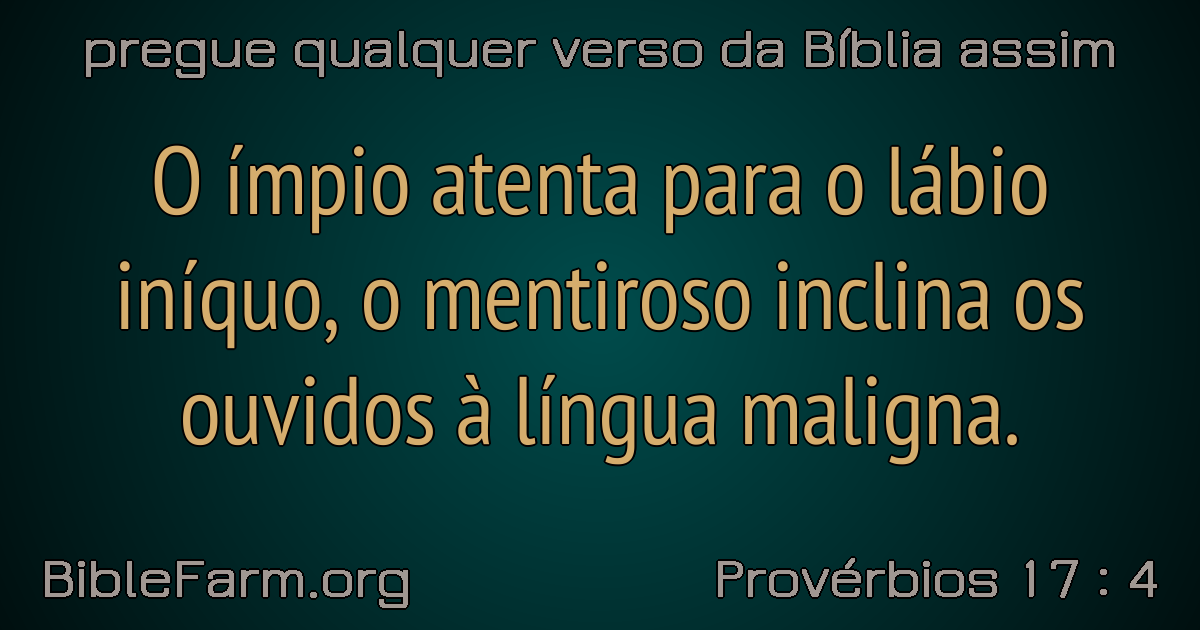 pregue qualquer verso da Bíblia assim
O ímpio atenta para o lábio
iníquo, o mentiroso inclina os
ouvidos à língua maligna.
BibleFarm.org
Provérbios 17 : 4